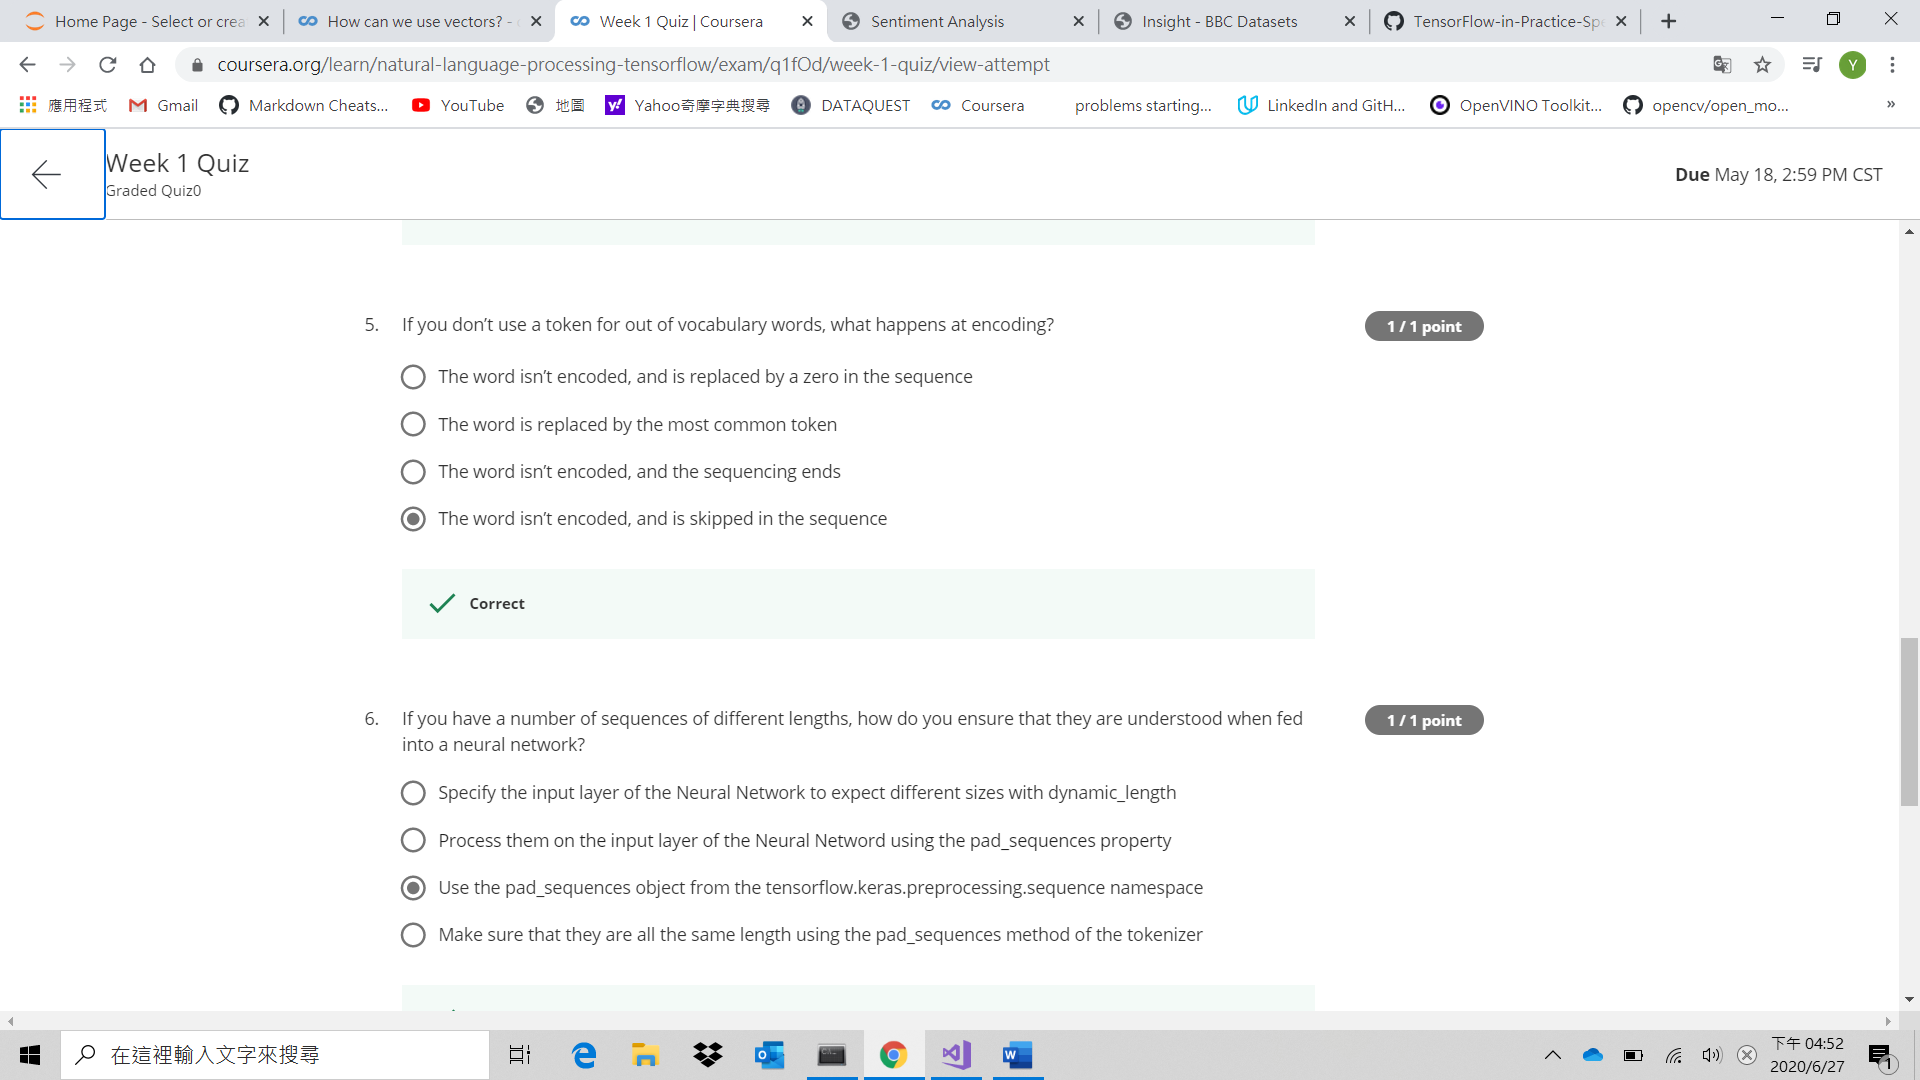 Home Page - Select or crea
How can we use vectors? -
Week 1 Quiz | Coursera
Sentiment Analysis
Insight - BBC Datasets
TensorFlow-in-Practice-Spe
coursera.org/learn/natural-language-processing-tensorflow/exam/q1fOd/week-1-quiz/view-attempt
Y
應用程式
Gmail
Markdown Cheats...
YouTube
地圖
Yahoo奇摩字典搜尋
DATAQUEST
Coursera
problems starting...
LinkedIn and GitH...
OpenVINO Toolkit...
opencv/open_mo...
»
Week 1 Quiz
Graded Quiz0
Due May 18, 2:59 PM CST
5. If you don't use a token for out of vocabulary words, what happens at encoding?
1 / 1 point
The word isn't encoded, and is replaced by a zero in the sequence
The word is replaced by the most common token
The word isn't encoded, and the sequencing ends
The word isn't encoded, and is skipped in the sequence
Correct
6. If you have a number of sequences of different lengths, how do you ensure that they are understood when fed
into a neural network?
1 / 1 point
Specify the input layer of the Neural Network to expect different sizes with dynamic_length
Process them on the input layer of the Neural Netword using the pad_sequences property
Use the pad_sequences object from the tensorflow.keras.preprocessing.sequence namespace
Make sure that they are all the same length using the pad_sequences method of the tokenizer
在這裡輸入文字來搜尋
下午 04:52
2020/6/27
1